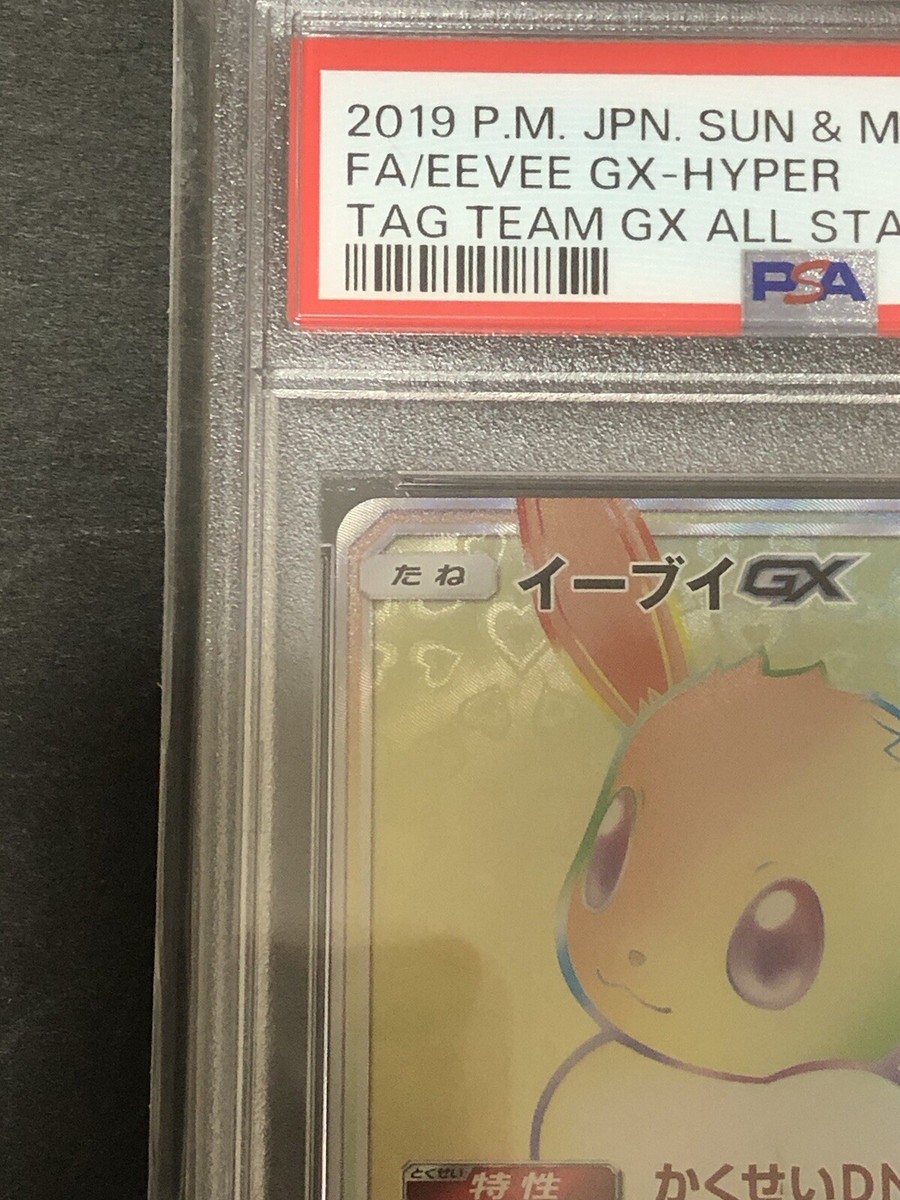 2019 P.M. JPN. SUN & M
FA/EEVEE GX-HYPER
TAG TEAM GX ALL STA
PSA
たね イーブイGX
とくせい
特性 かくせいDN